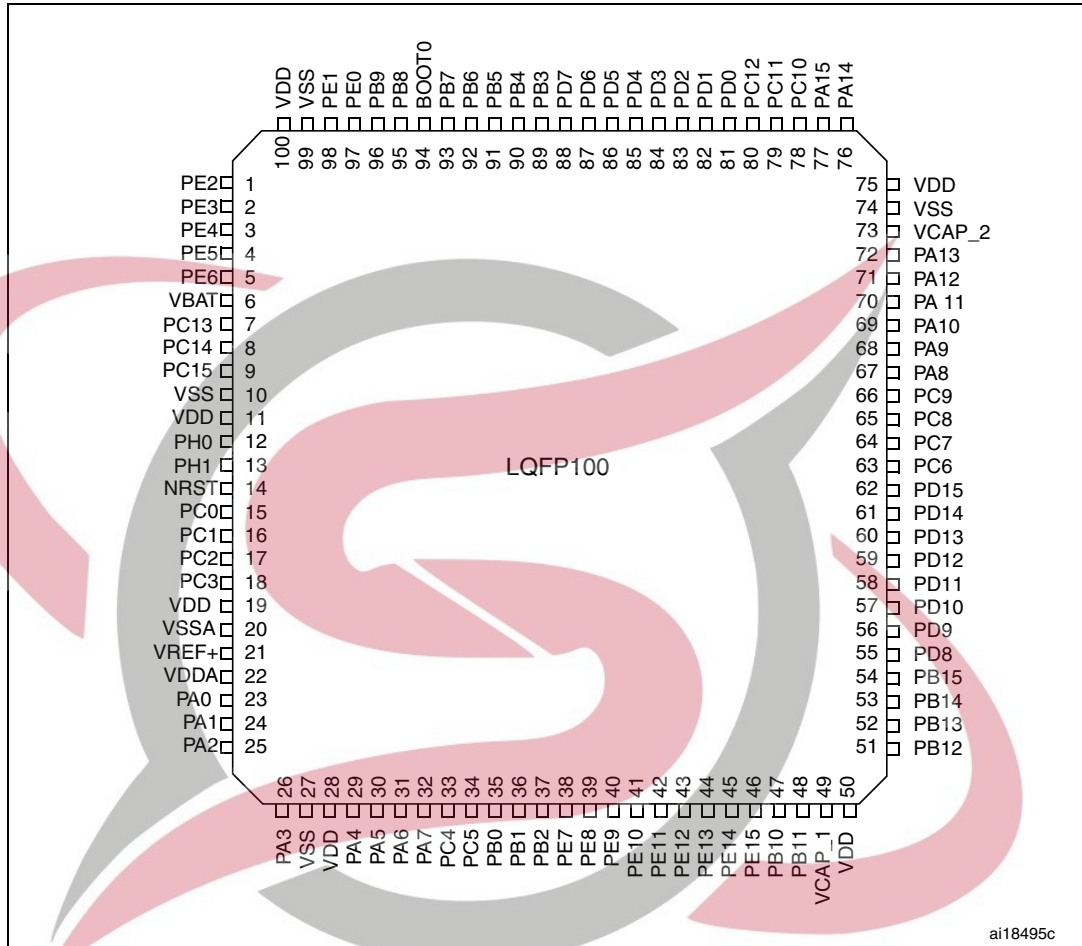 100 VDD
99 VSS
98 PE1
97 PE0
96 PB9
95 PB8
94 BOOT0
93 PB7
92 PB6
91 PB5
90 PB4
89 PB3
88 PD7
87 PD6
86 PD5
85 PD4
84 PD3
83 PD2
82 PD1
81 PD0
80 PC12
79 PC11
78 PC10
77 PA15
76 PA14
PE2 1
PE3 2
PE4 3
PE5 4
PE6 5
VBAT 6
PC13 7
PC14 8
PC15 9
VSS 10
VDD 11
PH0 12
PH1 13
NRST 14
PC0 15
PC1 16
PC2 17
PC3 18
VDD 19
VSSA 20
VREF+ 21
VDDA 22
PA0 23
PA1 24
PA2 25
LQFP100
75 VDD
74 VSS
73 VCAP_2
72 PA13
71 PA12
70 PA 11
69 PA10
68 PA9
67 PA8
66 PC9
65 PC8
64 PC7
63 PC6
62 PD15
61 PD14
60 PD13
59 PD12
58 PD11
57 PD10
56 PD9
55 PD8
54 PB15
53 PB14
52 PB13
51 PB12
26 PA3
27 VSS
28 VDD
29 PA4
30 PA5
31 PA6
32 PA7
33 PC4
34 PC5
35 PB0
36 PB1
37 PB2
38 PE7
39 PE8
40 PE9
41 PE10
42 PE11
43 PE12
44 PE13
45 PE14
46 PE15
47 PB10
48 PB11
49 VCAP_1
50 VDD
ai18495c